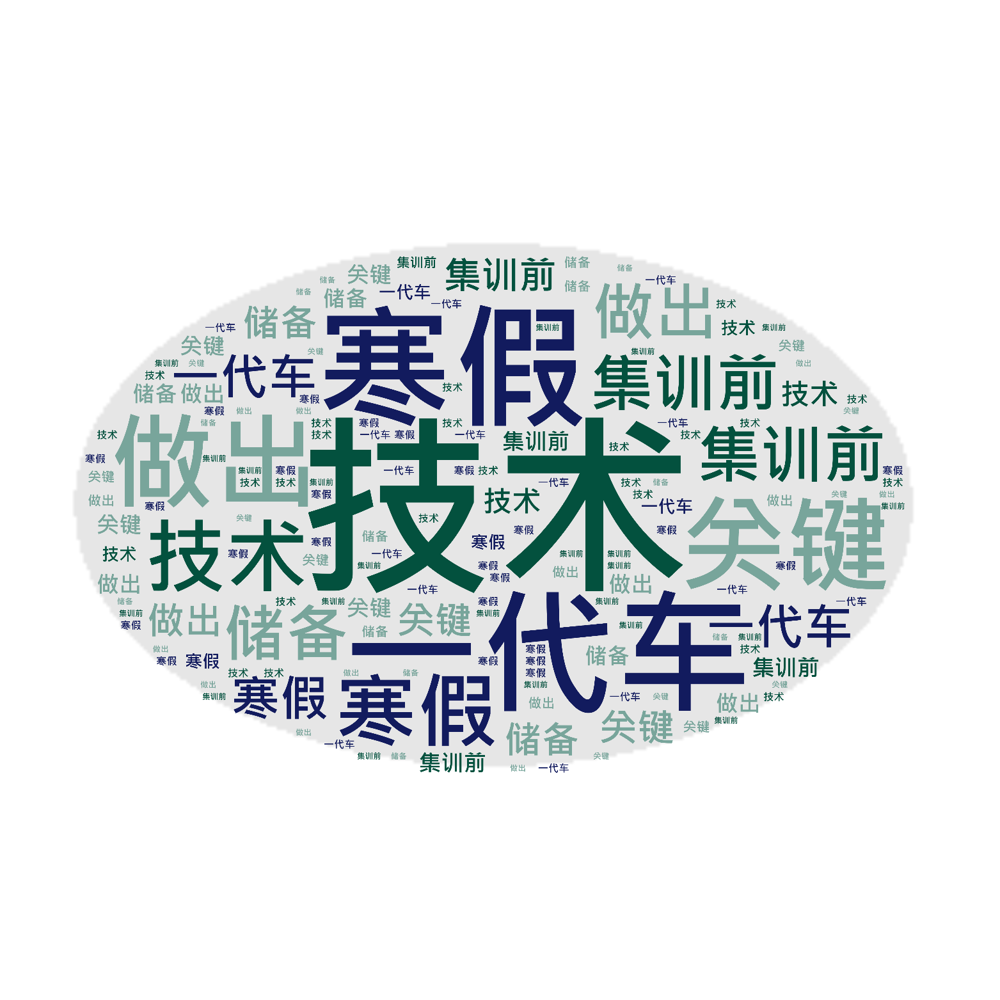 集训前
集训前
储备
储备
关键
储备
一代车
储备
一代车
做出
储备
储备
一代车
技术
储备
寒假
集训前
技术
集训前
一代车
关键
关键
集训前
关键
一代车
集训前
集训前
关键
做出
技术
储备
做出
技术
技术
技术
寒假
寒假
做出
做出
关键
做出
储备
技术
寒假
技术
一代车
技术
技术
技术
一代车
寒假
一代车
技术
集训前
技术
集训前
寒假
集训前
集训前
寒假
一代车
寒假
技术
寒假
关键
技术
技术
集训前
一代车
技术
储备
技术
做出
寒假
技术
技术
关键
做出
关键
做出
寒假
一代车
集训前
关键
技术
关键
技术
储备
寒假
寒假
寒假
寒假
技术
寒假
一代车
集训前
集训前
关键
集训前
寒假
集训前
寒假
做出
寒假
做出
做出
一代车
一代车
一代车
储备
技术
集训前
寒假
集训前
一代车
集训前
做出
储备
关键
关键
集训前
寒假
集训前
一代车
储备
储备
集训前
做出
寒假
技术
寒假
寒假
寒假
寒假
储备
集训前
技术
技术
做出
储备
寒假
做出
寒假
寒假
集训前
关键
集训前
一代车
关键
技术
做出
做出
集训前
做出
储备
关键
关键
一代车
集训前
储备
集训前
关键
做出
一代车